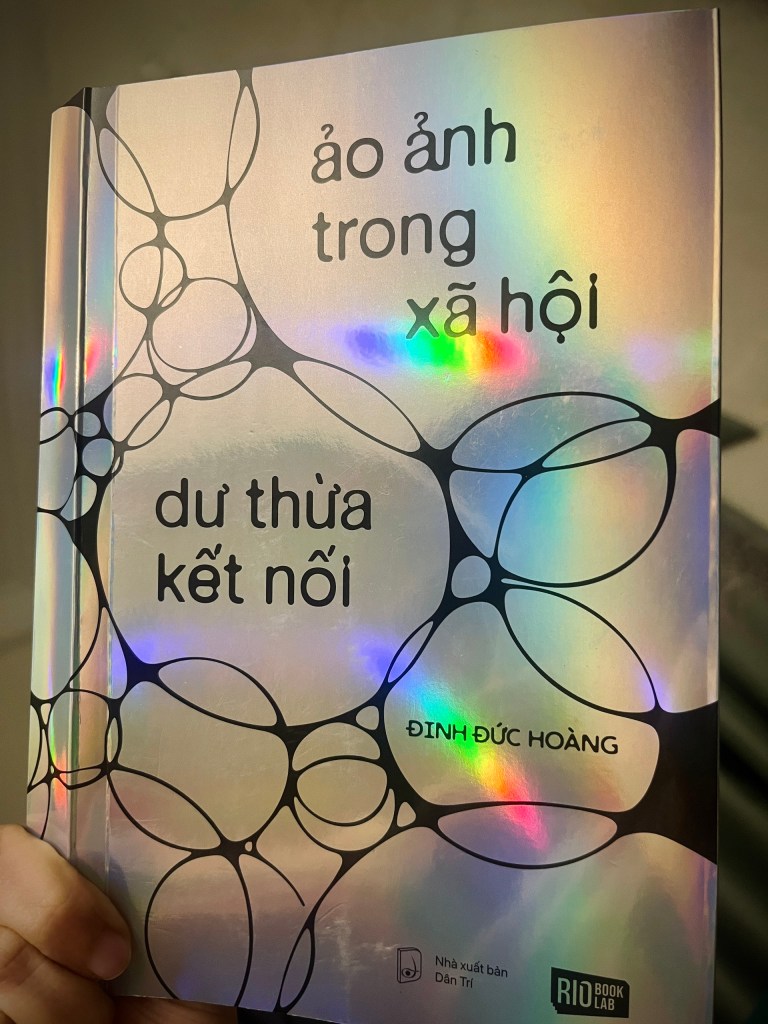 ảo ảnh
trong
xã hội
dư thừa
kết nối
ĐINH ĐỨC HOÀNG
Nhà xuất bản
Dân Trí
RIO BOOK
LAB